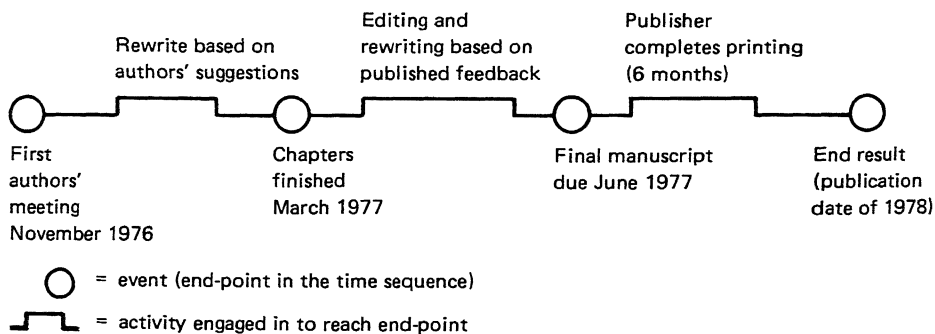 Rewrite based on
authors' suggestions
Editing and
rewriting based on
published feedback
Publisher
completes printing
(6 months)
First
authors'
meeting
November 1976
Chapters
finished
March 1977
Final manuscript
due June 1977
End result
(publication
date of 1978)
= event (end-point in the time sequence)
= activity engaged in to reach end-point